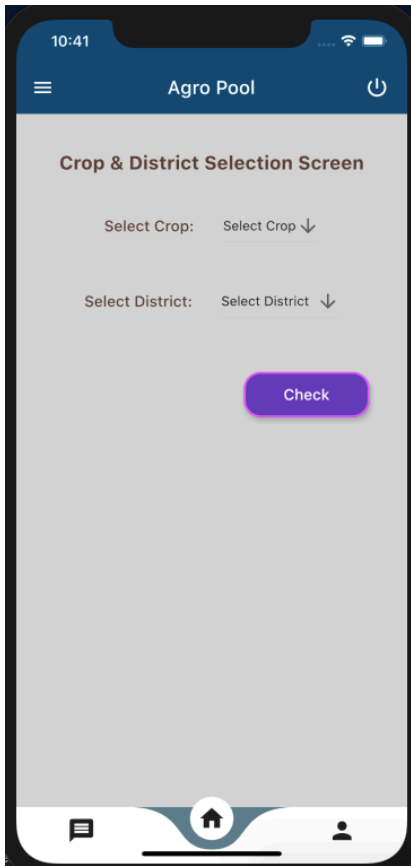 10:41
Agro Pool
Crop & District Selection Screen
Select Crop: Select Crop
Select District: Select District
Check